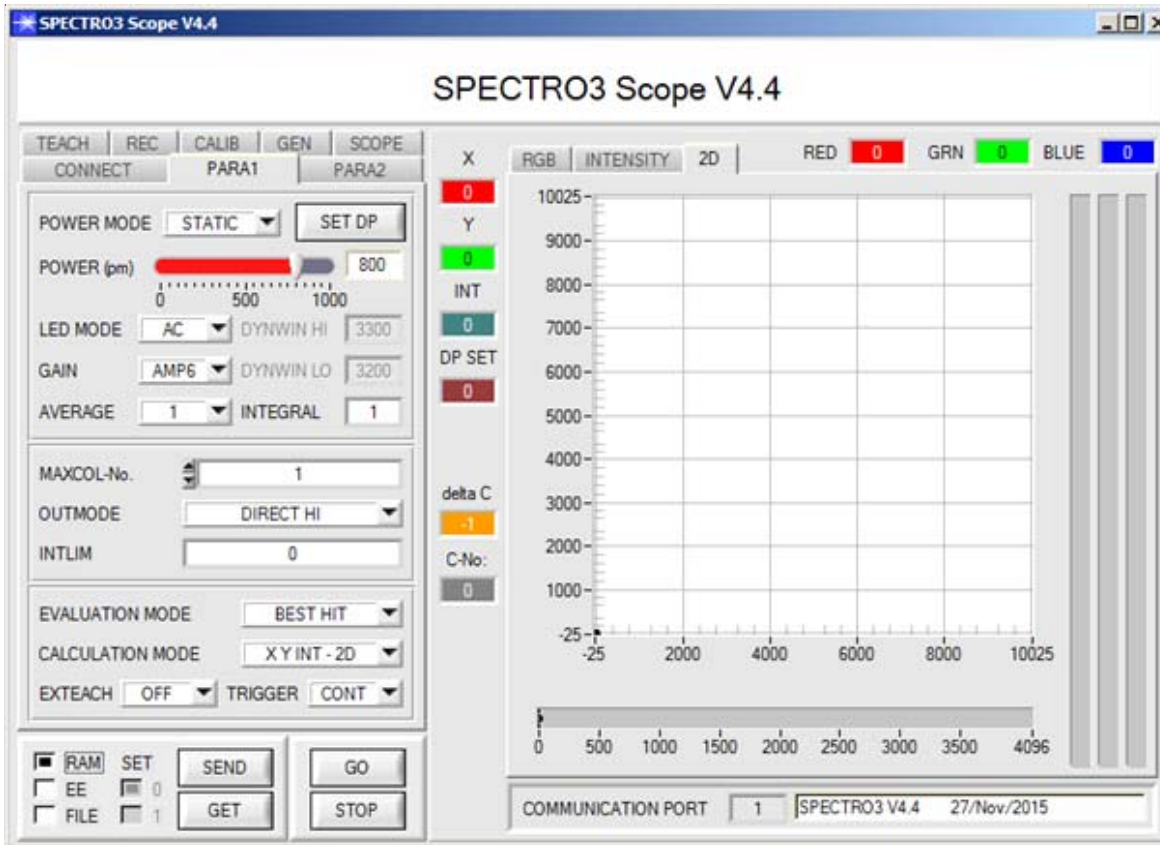 SPECTRO3 Scope V4.4
SPECTRO3 Scope V4.4
TEACH REC CALIB GEN SCOPE
CONNECT PARA1 PARA2
POWER MODE STATIC SET DP
POWER (pm) 800
0 500 1000
LED MODE AC DYNWIN HI 3300
GAIN AMP6 DYNWIN LO 3200
AVERAGE 1 INTEGRAL 1
MAXCOL-No. 1
OUTMODE DIRECT HI
INTLIM 0
EVALUATION MODE BEST HIT
CALCULATION MODE X Y INT - 2D
EXTEACH OFF TRIGGER CONT
RAM SET
EE 0
FILE 1
SEND
GET
GO
STOP
X
0
Y
0
INT
0
DP SET
0
delta C
-1
C-No:
0
RGB INTENSITY 2D
RED 0 GRN 0 BLUE 0
10025
9000
8000
7000
6000
5000
4000
3000
2000
1000
-25
-25 2000 4000 6000 8000 10025
0 500 1000 1500 2000 2500 3000 3500 4096
COMMUNICATION PORT 1 SPECTRO3 V4.4 27/Nov/2015